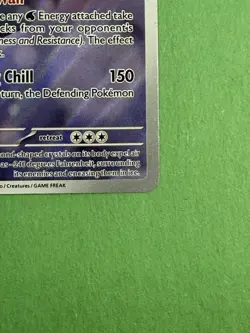 e any Energy attached take
cks from your opponent's
ness and Resistance). The effect
Chill 150
turn, the Defending Pokémon
retreat
ond-shaped crystals on its body expel air
as -240 degrees Fahrenheit, surrounding
its enemies and encasing them in ice.
/ Creatures / GAME FREAK